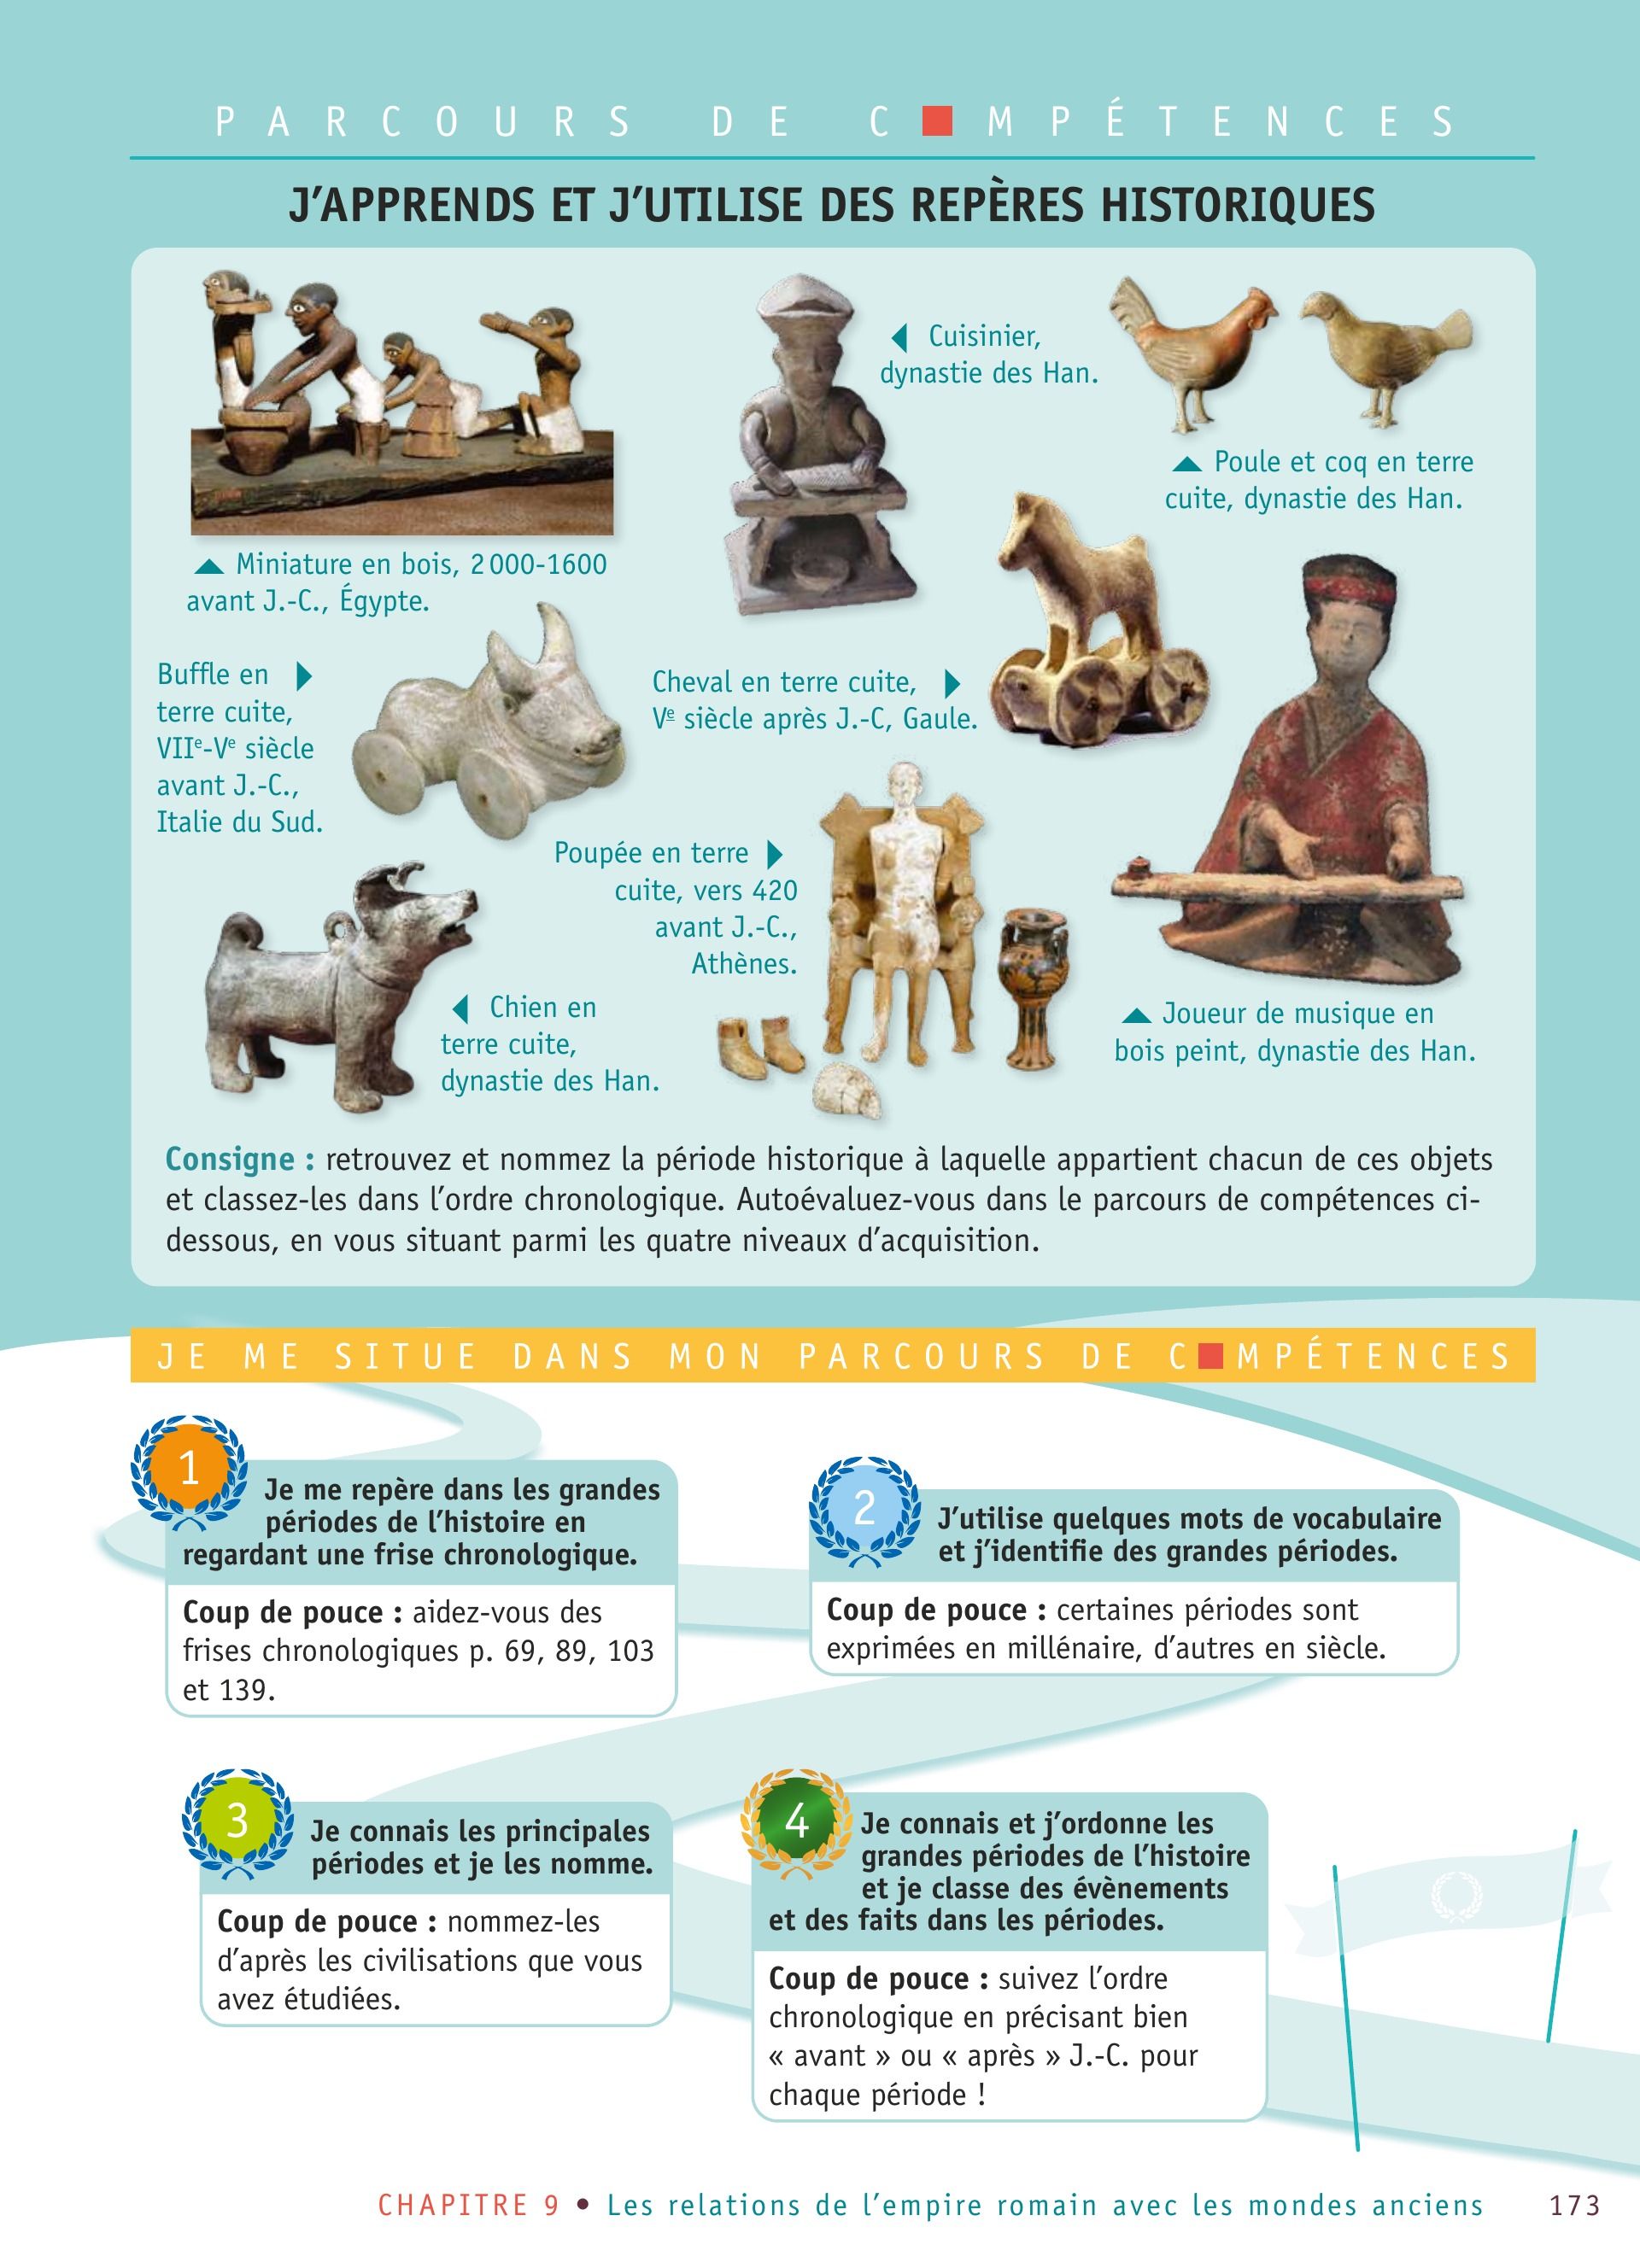 PARCOURS DE C■MPÉTENCES
J'APPRENDS ET J'UTILISE DES REPÈRES HISTORIQUES
Cuisinier,
dynastie des Han.
Poule et coq en terre
cuite, dynastie des Han.
Miniature en bois, 2 000-1600
avant J.-C., Égypte.
Buffle en
terre cuite,
VIIe-Ve siècle
avant J.-C.,
Italie du Sud.
Cheval en terre cuite,
Ve siècle après J.-C, Gaule.
Poupée en terre
cuite, vers 420
avant J.-C.,
Athènes.
Chien en
terre cuite,
dynastie des Han.
Joueur de musique en
bois peint, dynastie des Han.
Consigne : retrouvez et nommez la période historique à laquelle appartient chacun de ces objets
et classez-les dans l'ordre chronologique. Autoévaluez-vous dans le parcours de compétences ci-
dessous, en vous situant parmi les quatre niveaux d'acquisition.
JE ME SITUE DANS MON PARCOURS DE C■MPÉTENCES
1
Je me repère dans les grandes
périodes de l'histoire en
regardant une frise chronologique.
Coup de pouce : aidez-vous des
frises chronologiques p. 69, 89, 103
et 139.
2
J'utilise quelques mots de vocabulaire
et j'identifie des grandes périodes.
Coup de pouce : certaines périodes sont
exprimées en millénaire, d'autres en siècle.
3
Je connais les principales
périodes et je les nomme.
Coup de pouce : nommez-les
d'après les civilisations que vous
avez étudiées.
4
Je connais et j'ordonne les
grandes périodes de l'histoire
et je classe des évènements
et des faits dans les périodes.
Coup de pouce : suivez l'ordre
chronologique en précisant bien
« avant » ou « après » J.-C. pour
chaque période !
CHAPITRE 9 • Les relations de l'empire romain avec les mondes anciens 173